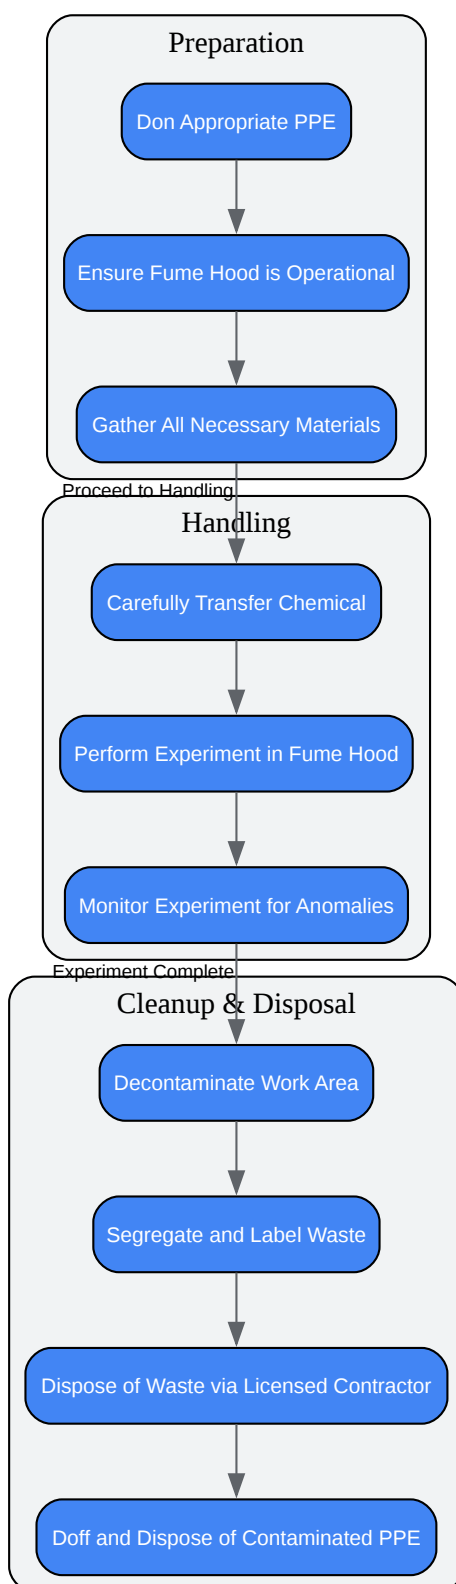 Preparation
Don Appropriate PPE
Ensure Fume Hood is Operational
Gather All Necessary Materials
Proceed to Handling
Handling
Carefully Transfer Chemical
Perform Experiment in Fume Hood
Monitor Experiment for Anomalies
Experiment Complete
Cleanup & Disposal
Decontaminate Work Area
Segregate and Label Waste
Dispose of Waste via Licensed Contractor
Doff and Dispose of Contaminated PPE